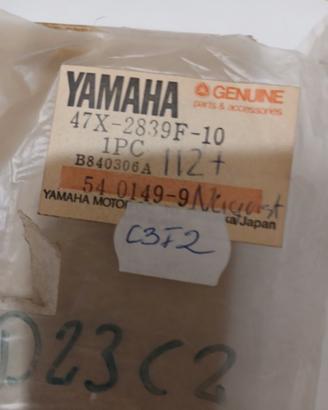 YAMAHA
GENUINE
parts & accessories
47X-2839F-10
1PC
B840306A 112+
54 0149-9
YAMAHA MOTOR
/Japan
C3F2
D23C2